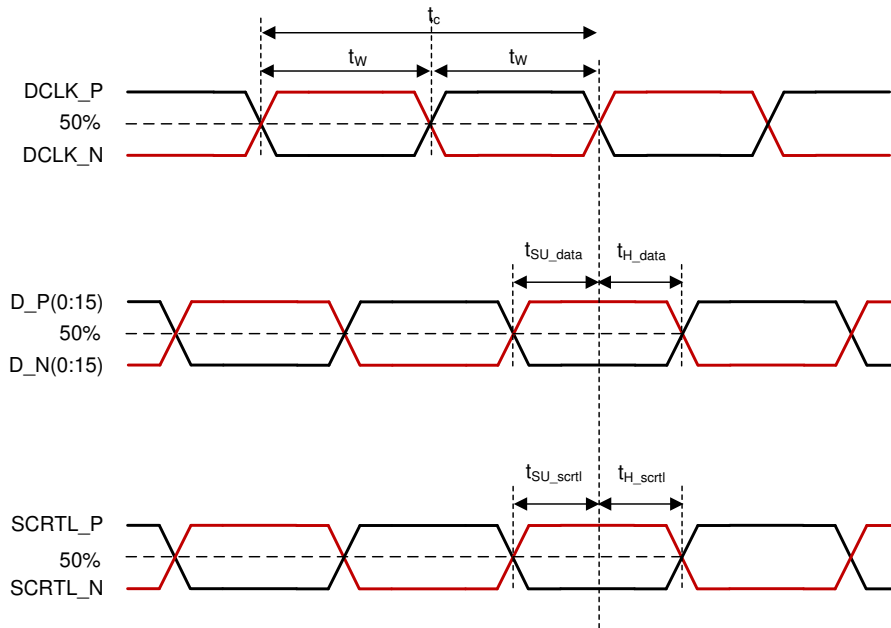 t_c
t_W t_W
DCLK_P
50%
DCLK_N
t_SU_data t_H_data
D_P(0:15)
50%
D_N(0:15)
t_SU_scrtl t_H_scrtl
SCRTL_P
50%
SCRTL_N